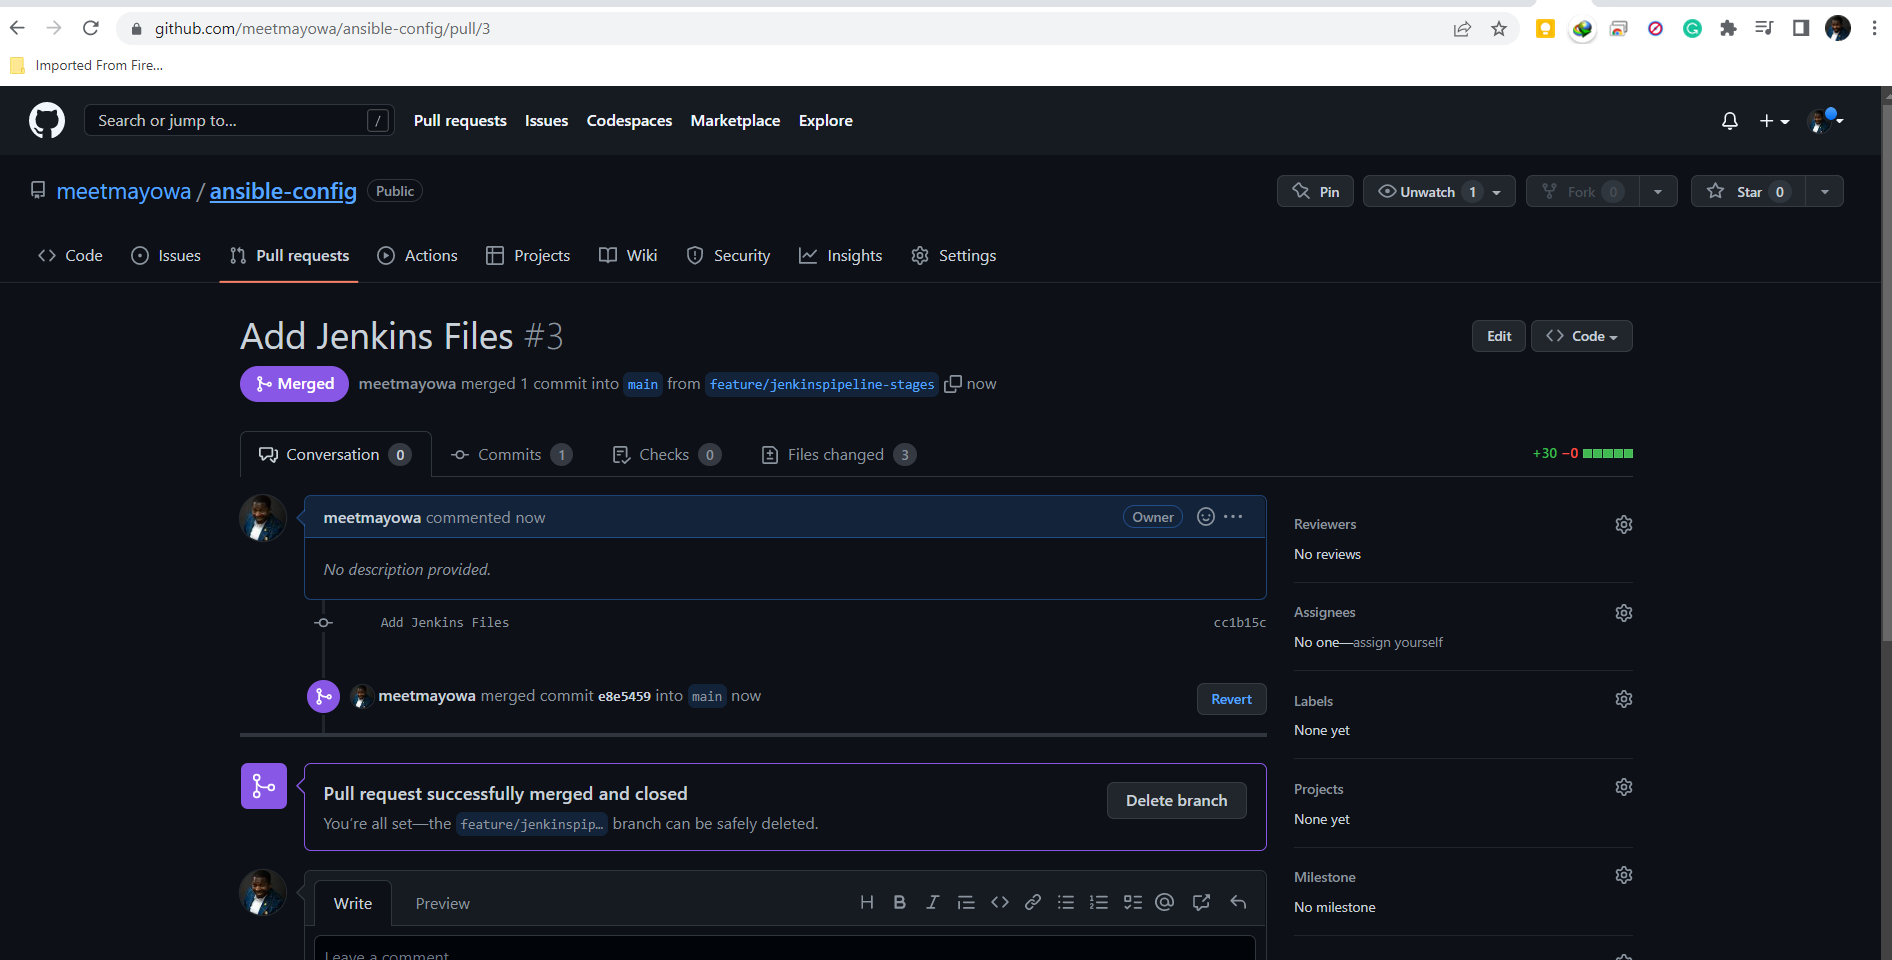 github.com/meetmayowa/ansible-config/pull/3
Imported From Fire...
Search or jump to... /
Pull requests Issues Codespaces Marketplace Explore
meetmayowa / ansible-config Public
Pin Unwatch 1 Fork 0 Star 0
Code Issues Pull requests Actions Projects Wiki Security Insights Settings
Add Jenkins Files #3
Edit Code
Merged meetmayowa merged 1 commit into main from feature/jenkinspipeline-stages now
Conversation 0 Commits 1 Checks 0 Files changed 3
+30 −0
meetmayowa commented now Owner
No description provided.
Add Jenkins Files cc1b15c
meetmayowa merged commit e8e5459 into main now Revert
Pull request successfully merged and closed
You're all set—the feature/jenkinspip… branch can be safely deleted.
Delete branch
Write Preview
Leave a comment
Reviewers
No reviews
Assignees
No one—assign yourself
Labels
None yet
Projects
None yet
Milestone
No milestone